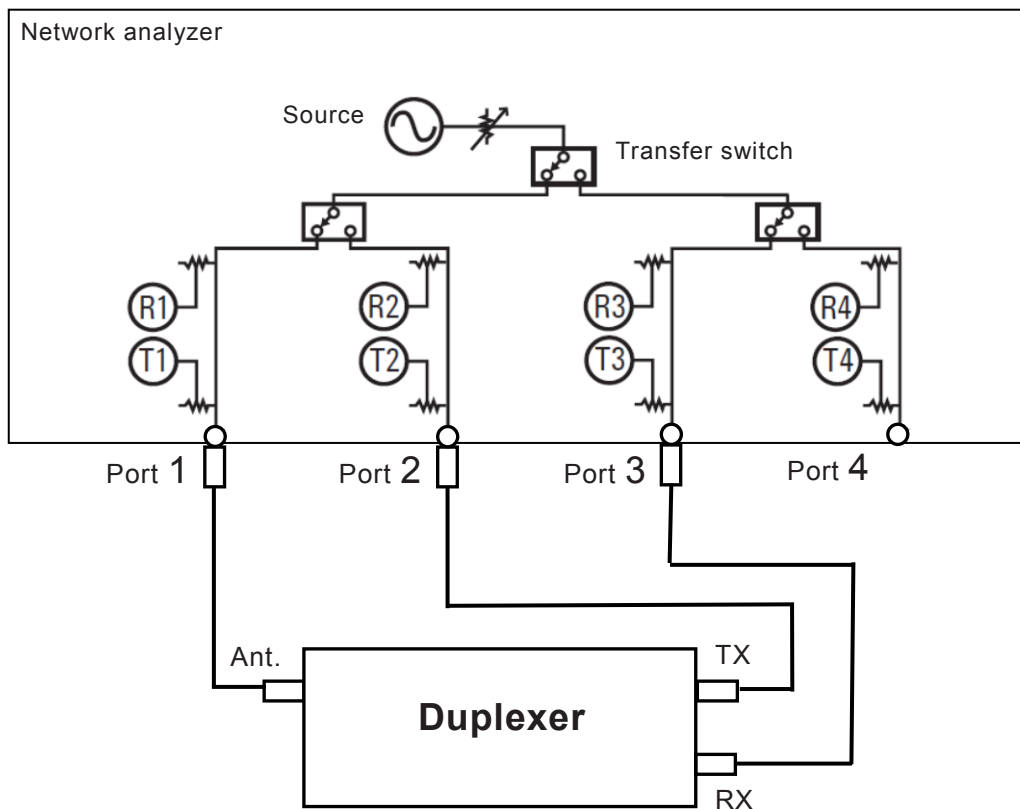 Network analyzer
Source
Transfer switch
R1
R2
R3
R4
T1
T2
T3
T4
Port 1
Port 2
Port 3
Port 4
Ant.
TX
Duplexer
RX